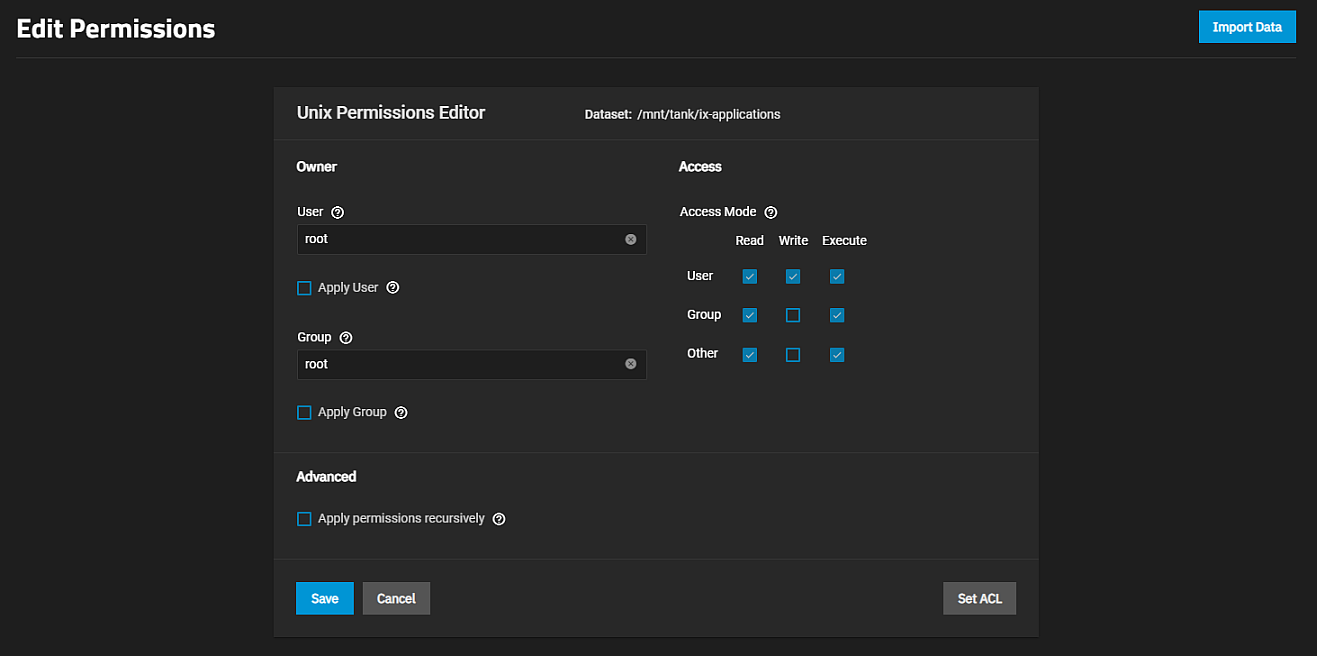 Edit Permissions
Import Data
Unix Permissions Editor
Dataset: /mnt/tank/ix-applications
Owner
Access
User
root
Apply User
Group
root
Apply Group
Access Mode
Read Write Execute
User
Group
Other
Advanced
Apply permissions recursively
Save
Cancel
Set ACL